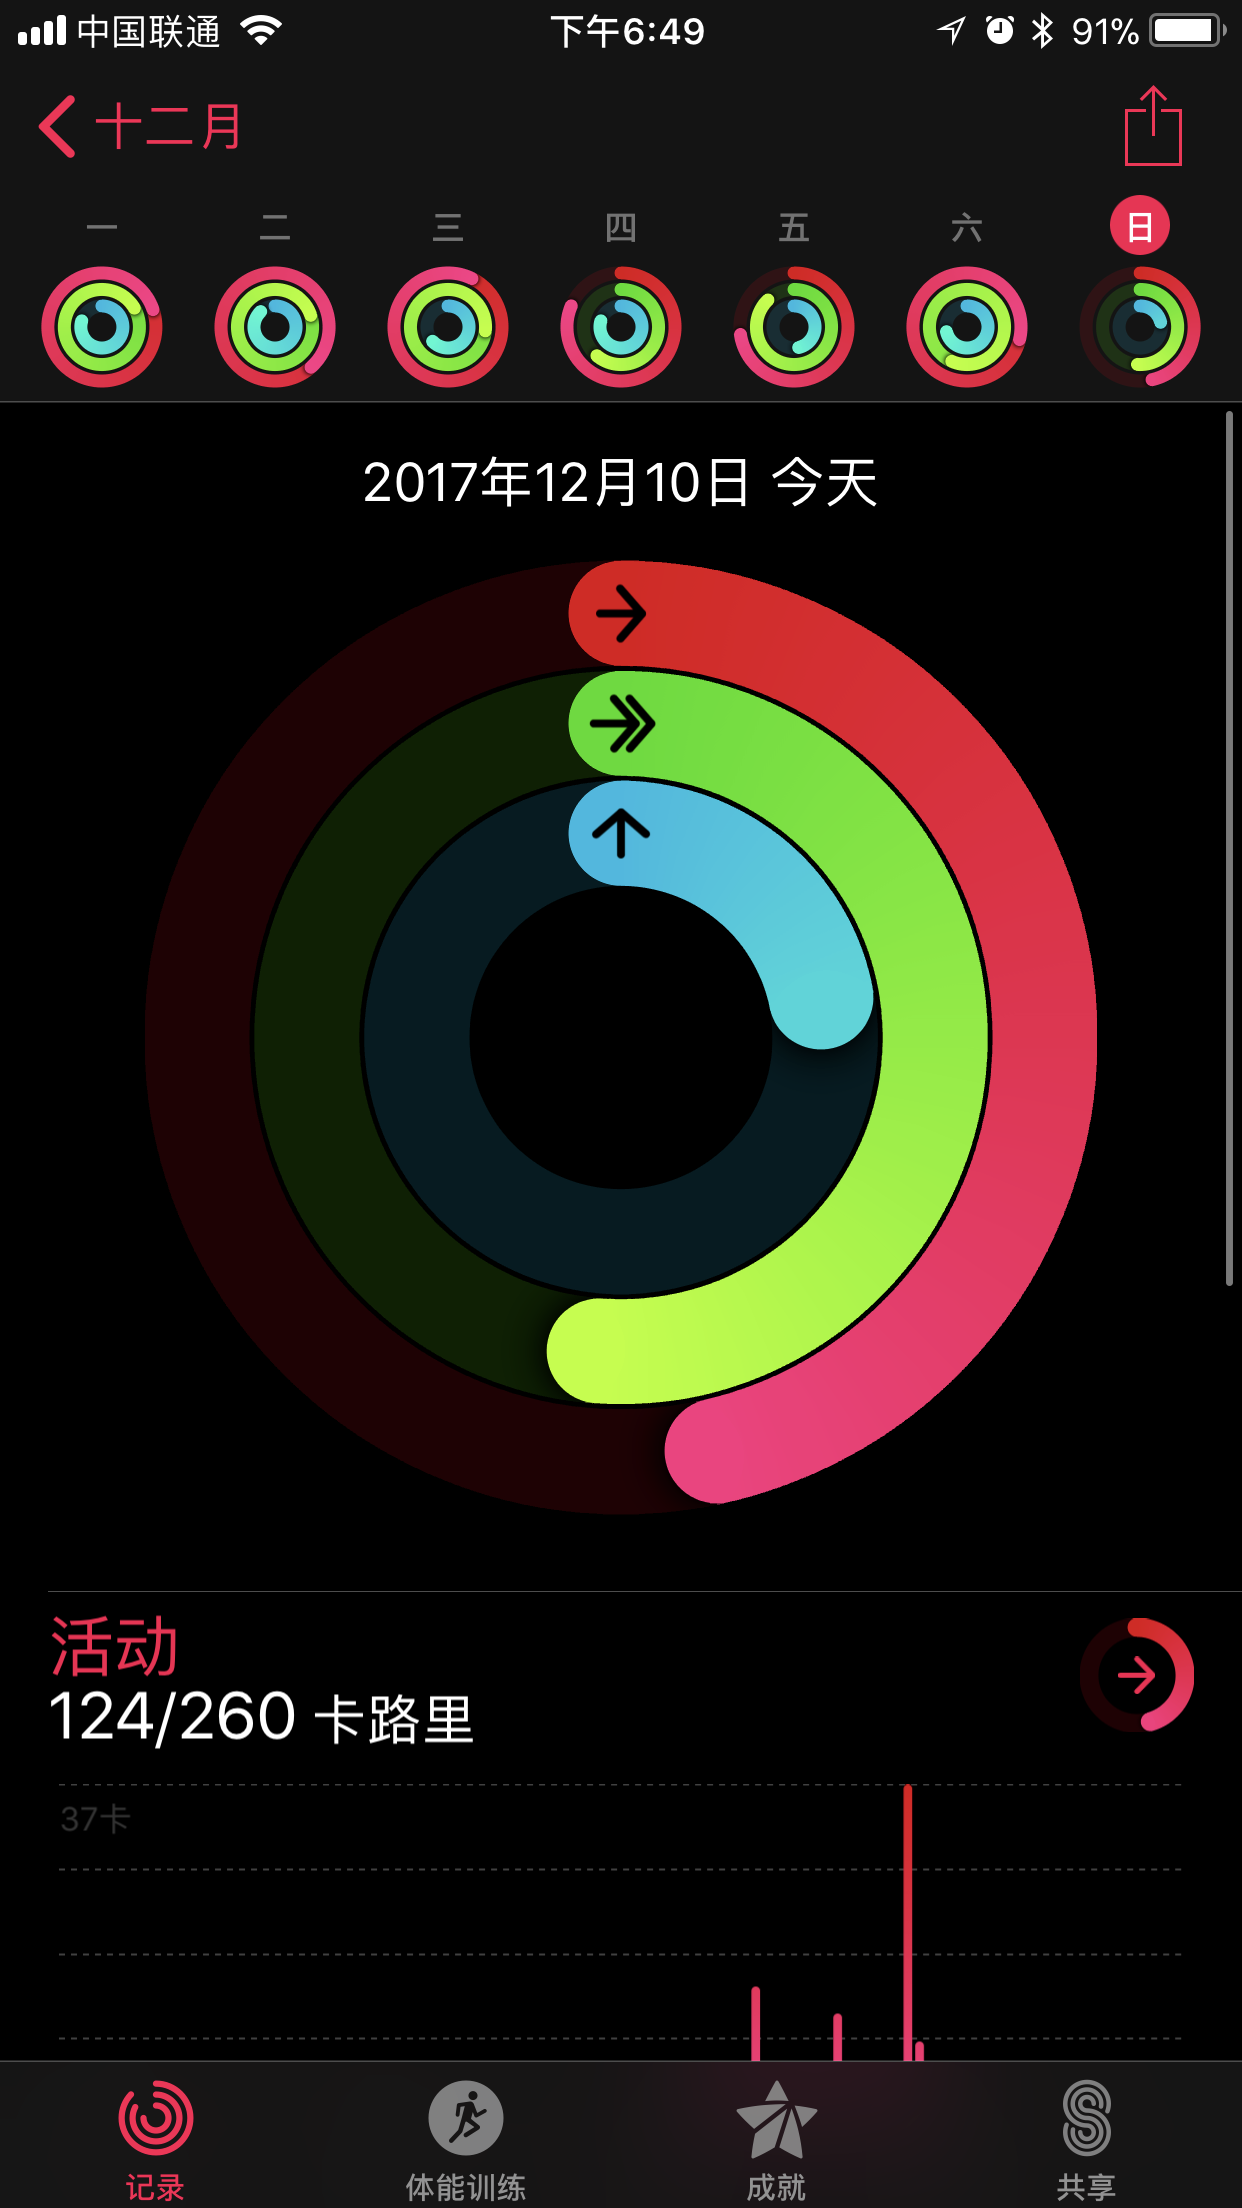 中国联通 下午6:49 91%
十二月
一 二 三 四 五 六 日
2017年12月10日 今天
活动
124/260 卡路里
37卡
记录 体能训练 成就 共享